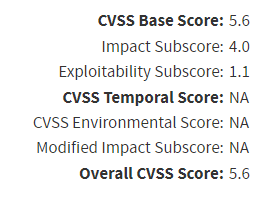 CVSS Base Score: 5.6
Impact Subscore: 4.0
Exploitability Subscore: 1.1
CVSS Temporal Score: NA
CVSS Environmental Score: NA
Modified Impact Subscore: NA
Overall CVSS Score: 5.6